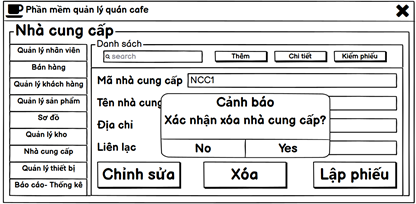 Phần mềm quản lý quán cafe
Nhà cung cấp
Quản lý nhân viên
Bán hàng
Quản lý khách hàng
Quản lý sản phẩm
Sơ đồ
Quản lý kho
Nhà cung cấp
Quản lý thiết bị
Báo cáo- Thống kê
Danh sách
search
Thêm
Chi tiết
Kiểm phiếu
Mã nhà cung cấp NCC1
Tên nhà cung
Địa chỉ
Liên lạc
Cảnh báo
Xác nhận xóa nhà cung cấp?
No Yes
Chỉnh sửa Xóa Lập phiếu